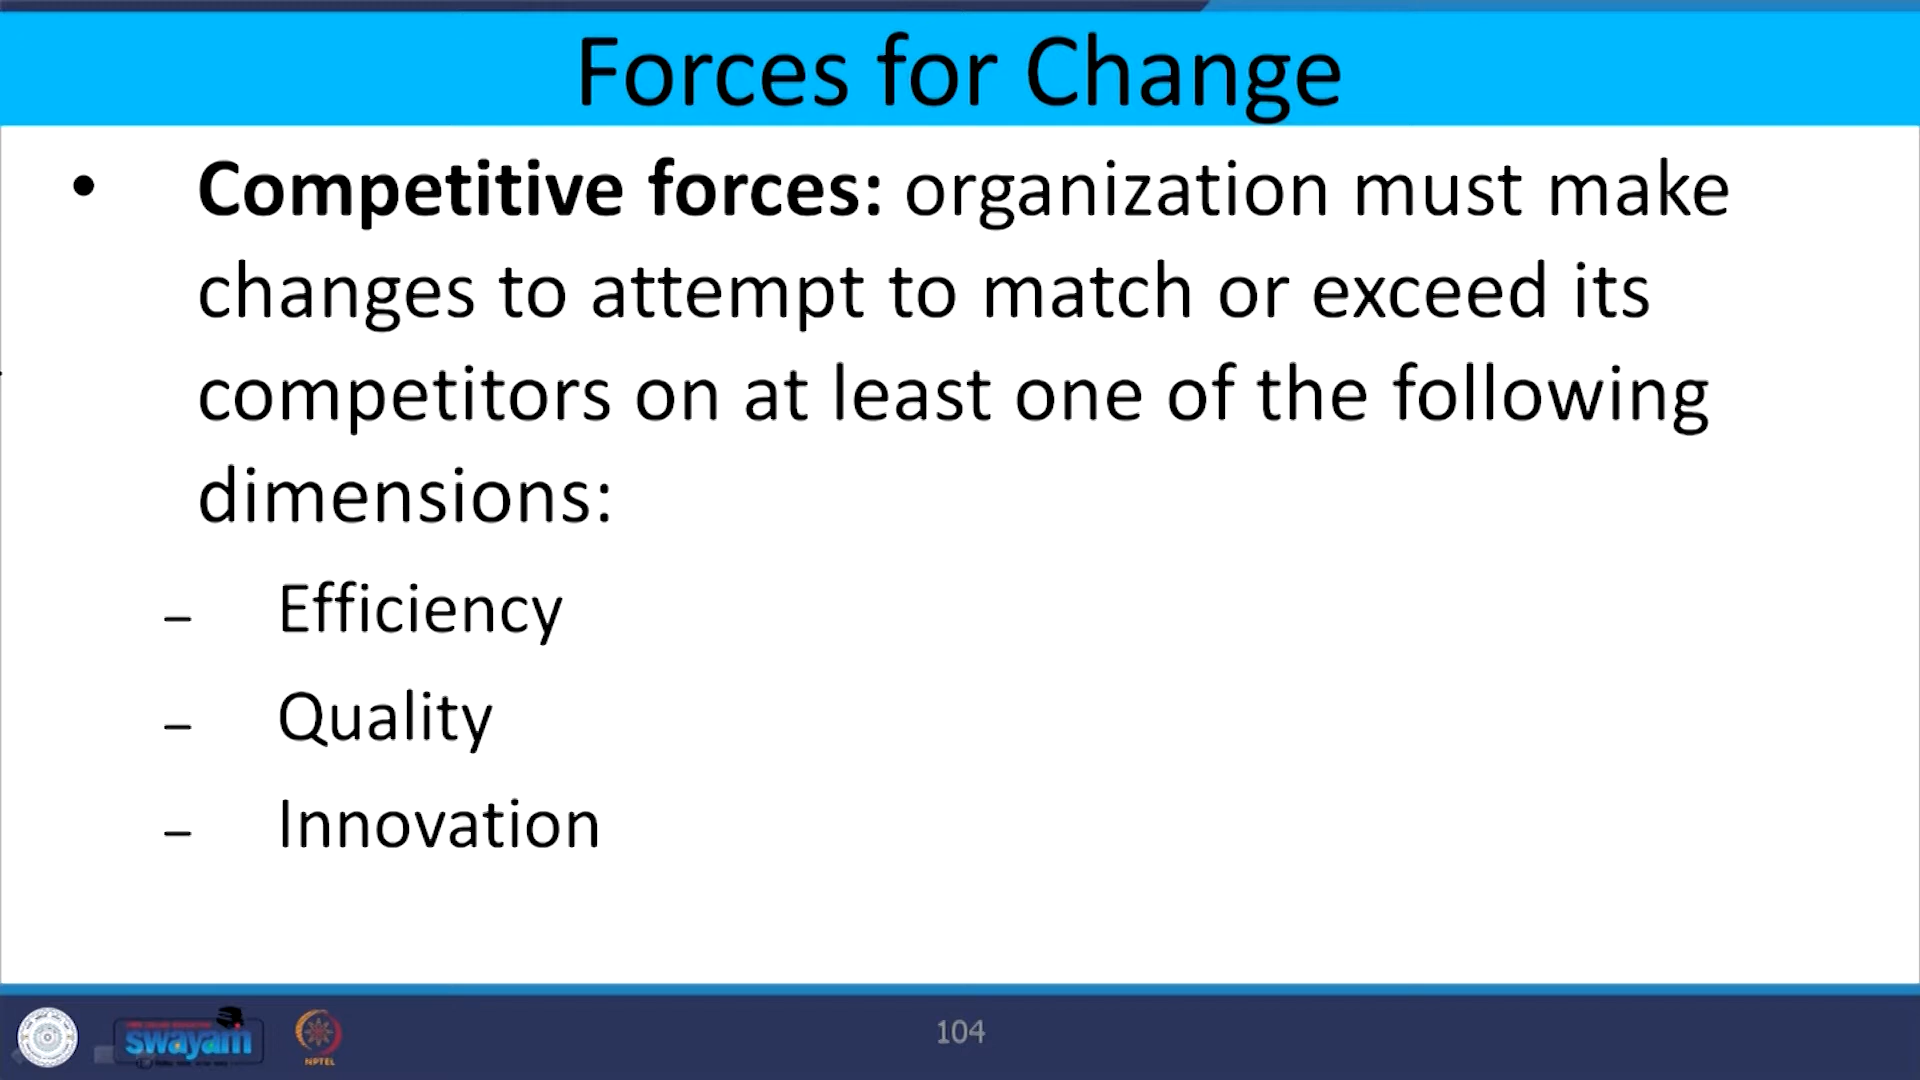 Forces for Change
• Competitive forces: organization must make
changes to attempt to match or exceed its
competitors on at least one of the following
dimensions:
– Efficiency
– Quality
– Innovation
swayam
NPTEL
104